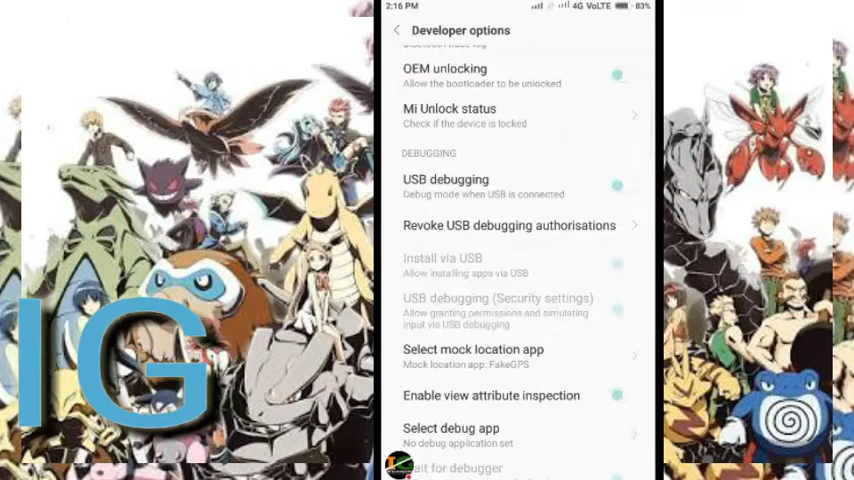 2:16 PM 4G VoLTE 83%
Developer options
OEM unlocking
Allow the bootloader to be unlocked
Mi Unlock status
Check if the device is locked
DEBUGGING
USB debugging
Debug mode when USB is connected
Revoke USB debugging authorisations
Install via USB
Allow installing apps via USB
USB debugging (Security settings)
Allow granting permissions and simulating
input via USB debugging
Select mock location app
Mock location app: FakeGPS
Enable view attribute inspection
Select debug app
No debug application set
ait for debugger
IG